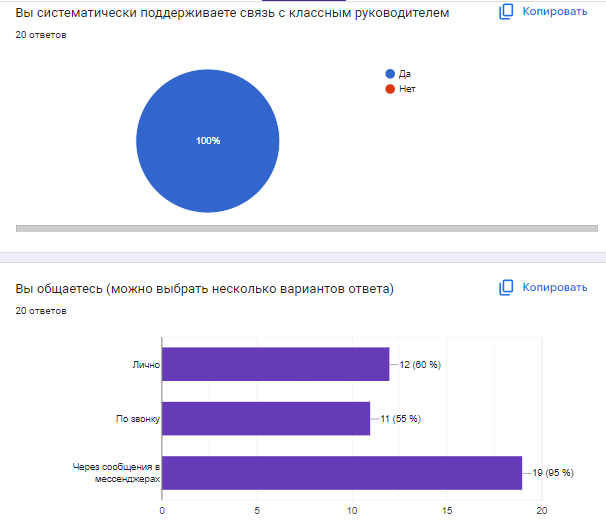 Вы систематически поддерживаете связь с классным руководителем
Копировать
20 ответов
Да
Нет
100%
Вы общаетесь (можно выбрать несколько вариантов ответа)
Копировать
20 ответов
Лично
12 (60 %)
По звонку
11 (55 %)
Через сообщения в
мессенджерах
19 (95 %)
0 5 10 15 20